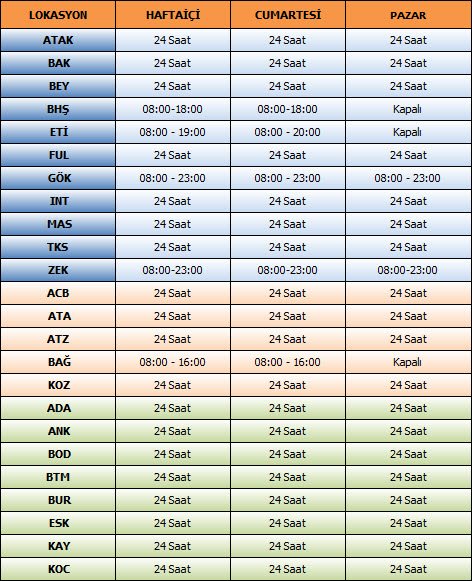 LOKASYON HAFTAİÇİ CUMARTESİ PAZAR
ATAK 24 Saat 24 Saat 24 Saat
BAK 24 Saat 24 Saat 24 Saat
BEY 24 Saat 24 Saat 24 Saat
BHŞ 08:00-18:00 08:00-18:00 Kapalı
ETİ 08:00 - 19:00 08:00 - 20:00 Kapalı
FUL 24 Saat 24 Saat 24 Saat
GÖK 08:00 - 23:00 08:00 - 23:00 08:00 - 23:00
INT 24 Saat 24 Saat 24 Saat
MAS 24 Saat 24 Saat 24 Saat
TKS 24 Saat 24 Saat 24 Saat
ZEK 08:00-23:00 08:00-23:00 08:00-23:00
ACB 24 Saat 24 Saat 24 Saat
ATA 24 Saat 24 Saat 24 Saat
ATZ 24 Saat 24 Saat 24 Saat
BAĞ 08:00 - 16:00 08:00 - 16:00 Kapalı
KOZ 24 Saat 24 Saat 24 Saat
ADA 24 Saat 24 Saat 24 Saat
ANK 24 Saat 24 Saat 24 Saat
BOD 24 Saat 24 Saat 24 Saat
BTM 24 Saat 24 Saat 24 Saat
BUR 24 Saat 24 Saat 24 Saat
ESK 24 Saat 24 Saat 24 Saat
KAY 24 Saat 24 Saat 24 Saat
KOC 24 Saat 24 Saat 24 Saat